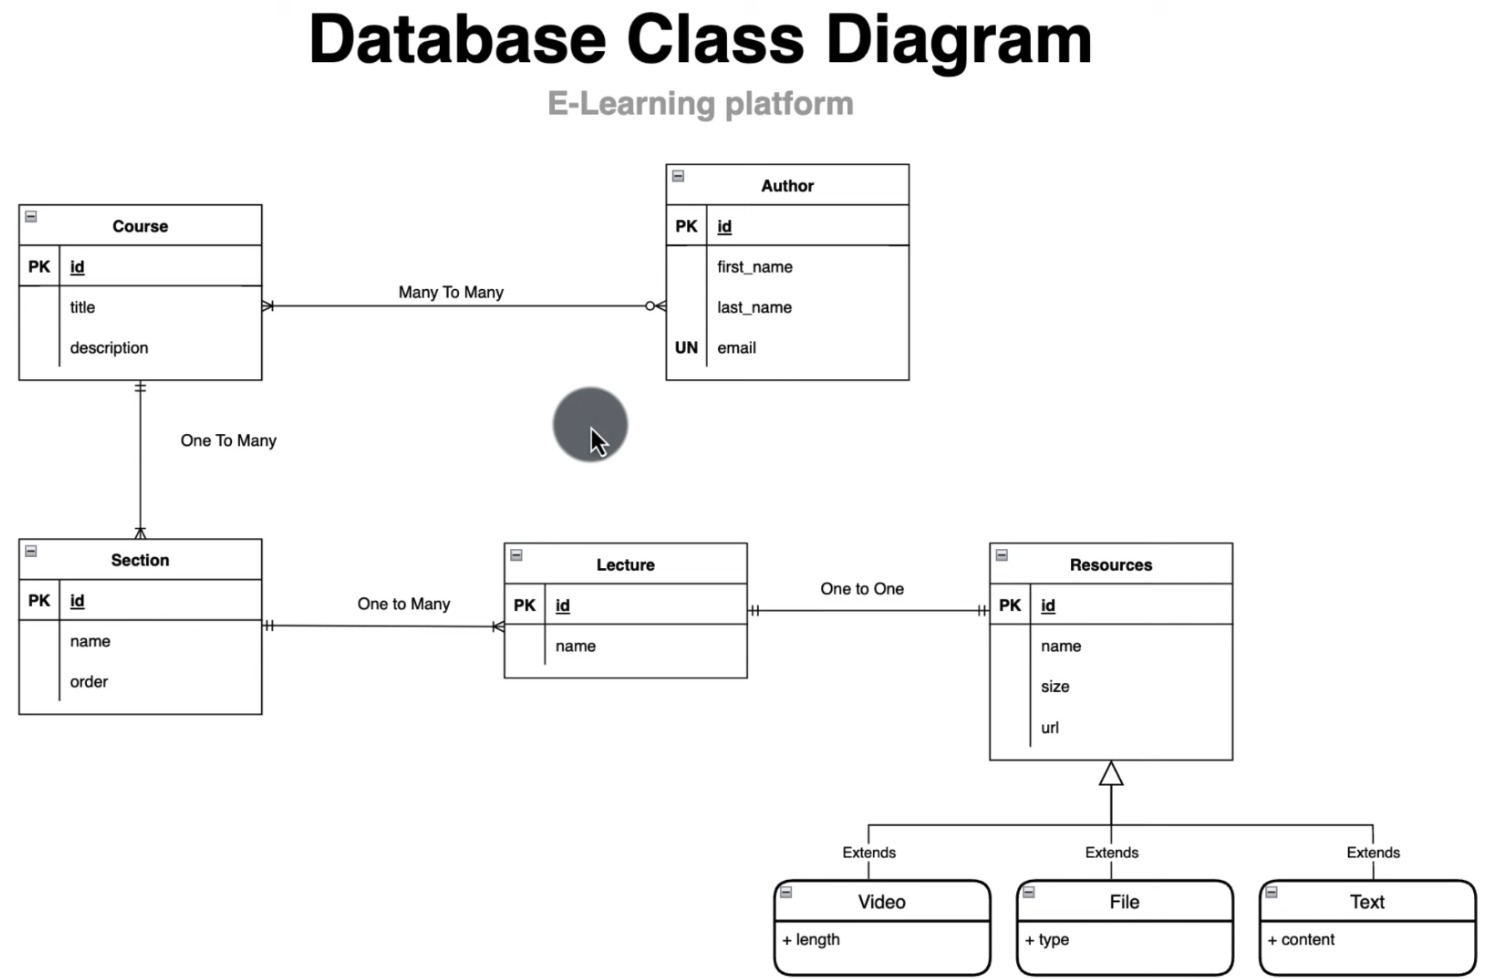 Database Class Diagram
E-Learning platform
Course
PK id
title
description
Many To Many
Author
PK id
first_name
last_name
UN email
One To Many
Section
PK id
name
order
One to Many
Lecture
PK id
name
One to One
Resources
PK id
name
size
url
Extends
Extends
Extends
Video
+ length
File
+ type
Text
+ content